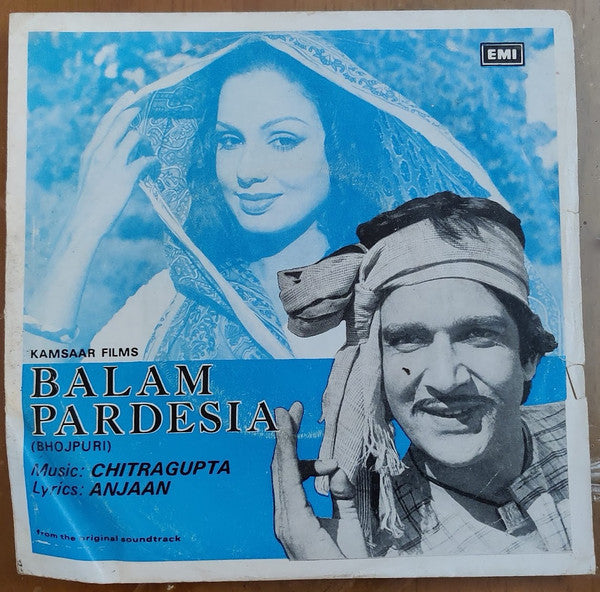 EMI
KAMSAAR FILMS
BALAM
PARDESIA
(BHOJPURI)
Music: CHITRAGUPTA
Lyrics: ANJAAN
from the original soundtrack